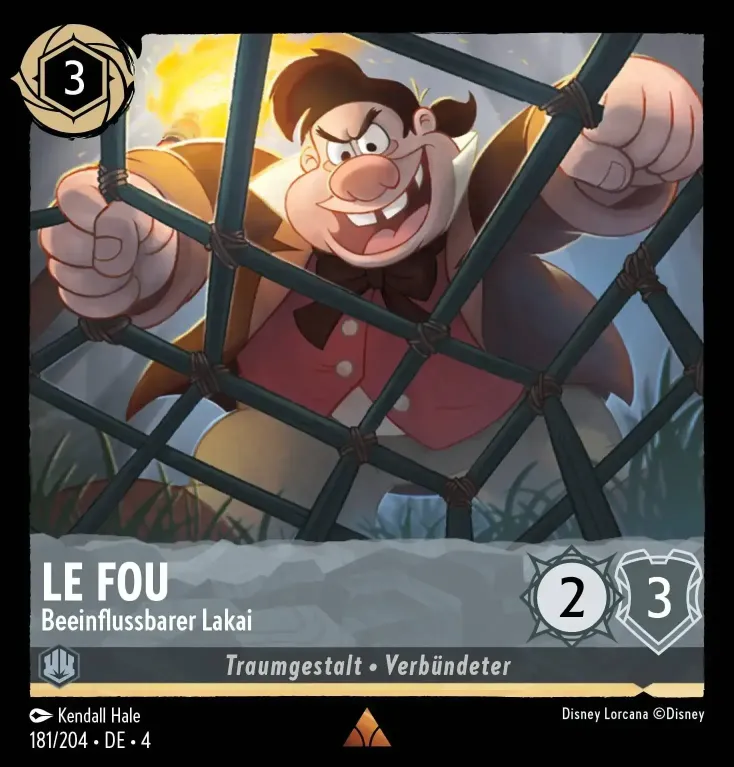 3
LE FOU
Beeinflussbarer Lakai
2
3
Traumgestalt • Verbündeter
Kendall Hale
Disney Lorcana ©Disney
181/204 • DE • 4